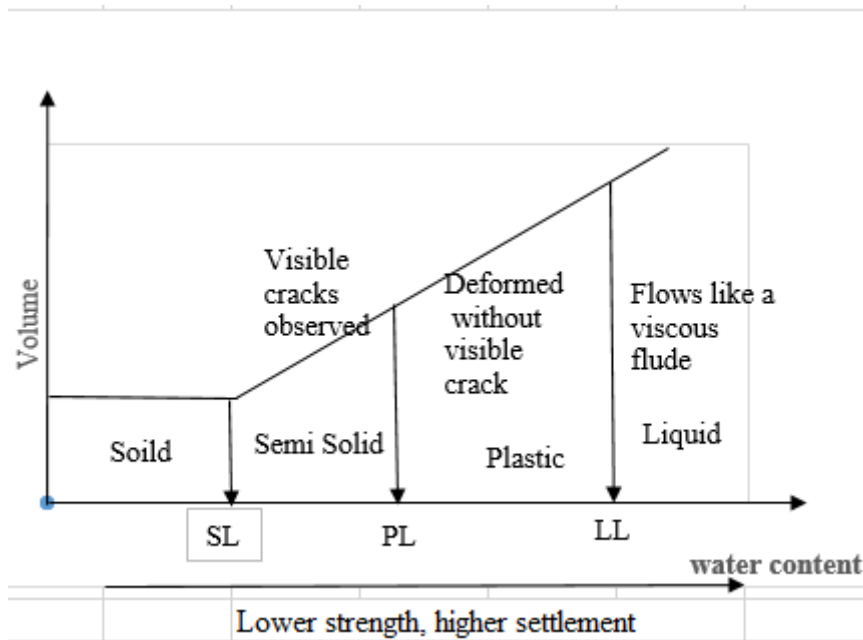 Volume
Visible
cracks
observed
Deformed
without
visible
crack
Flows like a
viscous
flude
Soild
Semi Solid
Plastic
Liquid
SL
PL
LL
water content
Lower strength, higher settlement